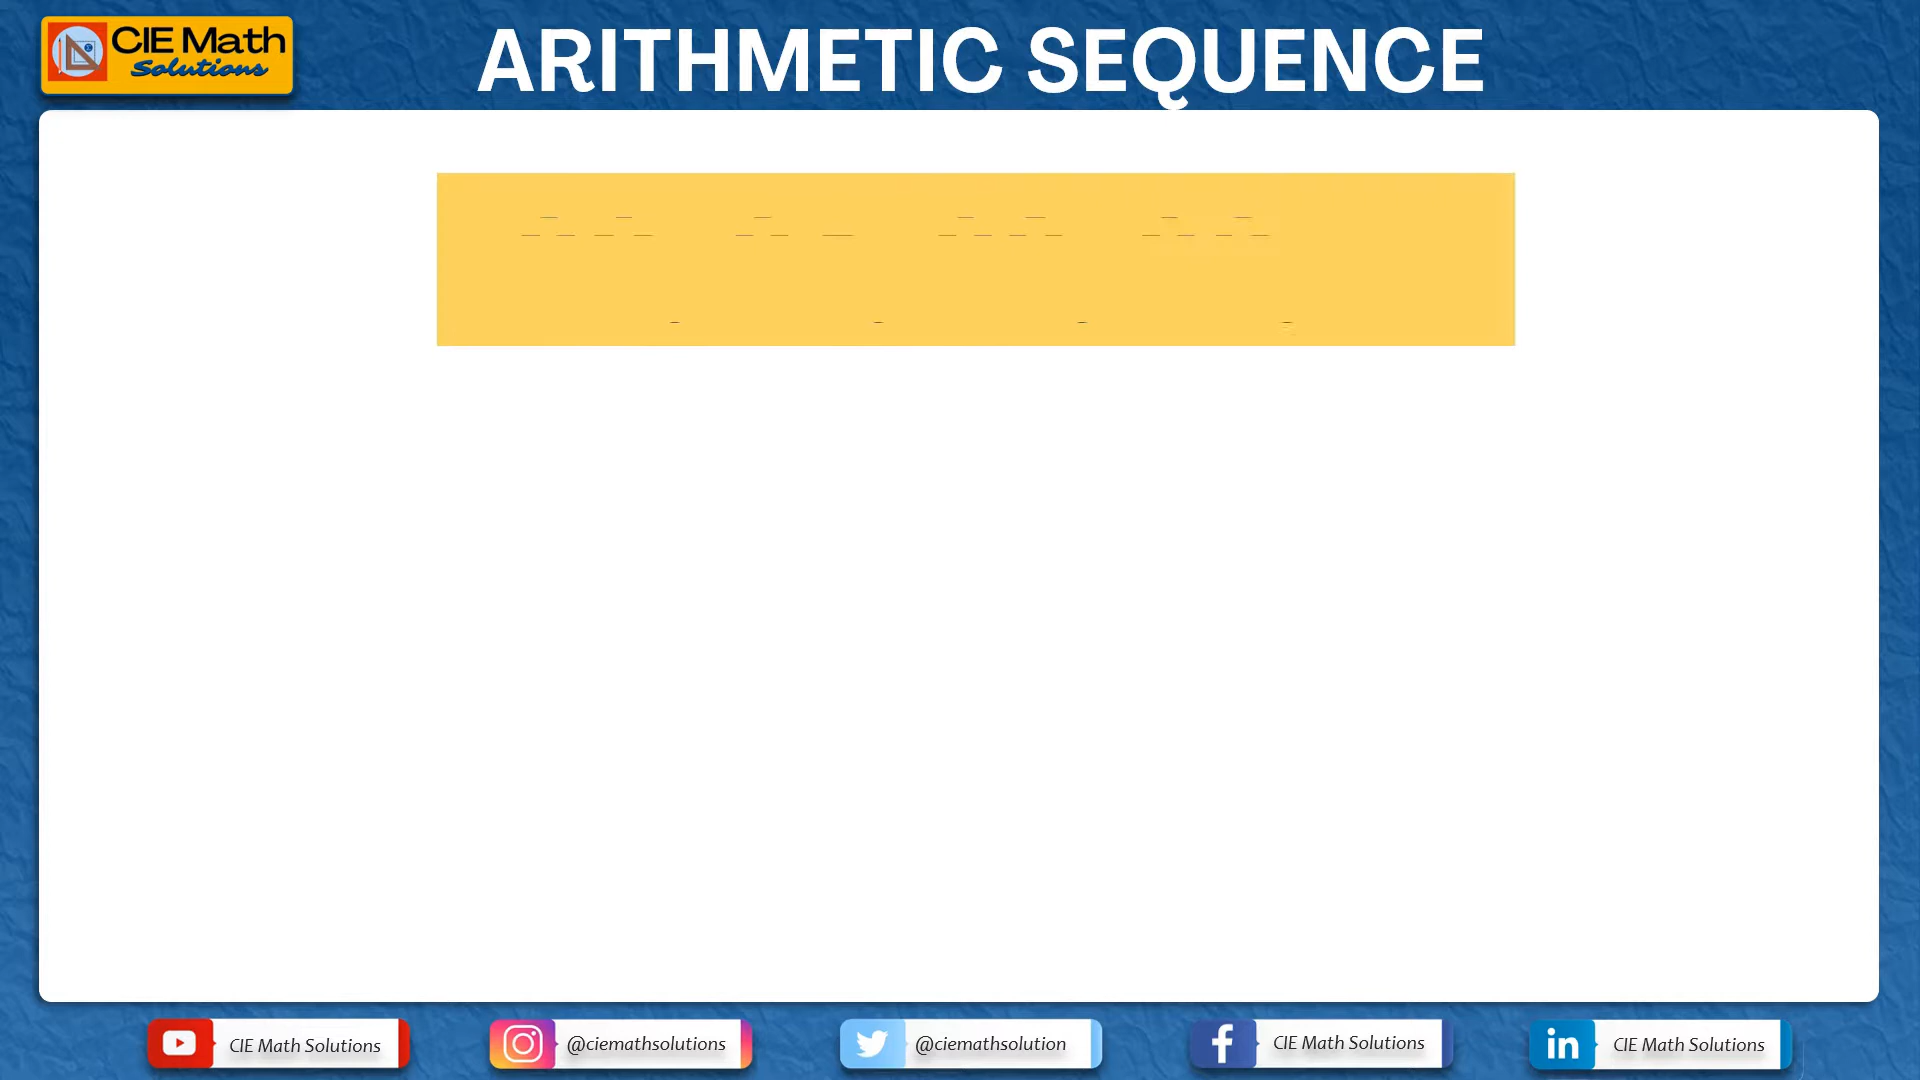 CIE Math
Solutions
ARITHMETIC SEQUENCE
CIE Math Solutions
@ciemathsolutions
@ciemathsolution
CIE Math Solutions
CIE Math Solutions